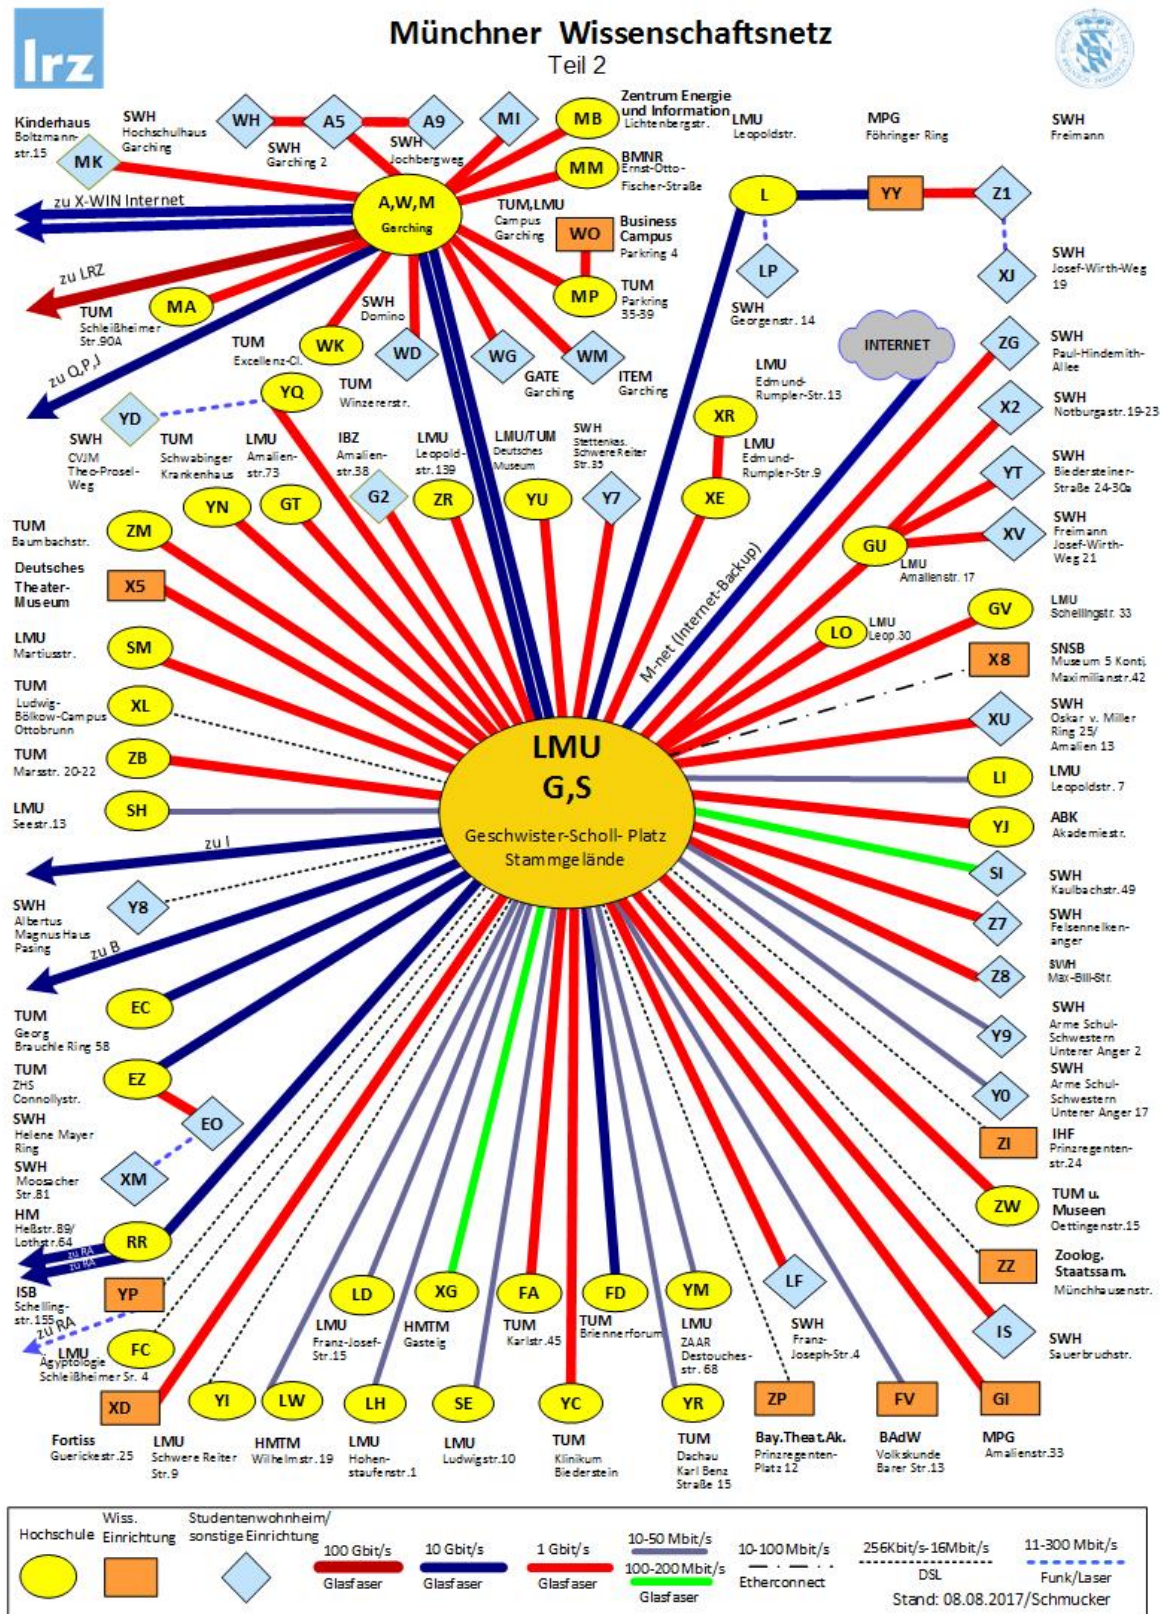 lrz
Münchner Wissenschaftsnetz
Teil 2
Kinderhaus
Boltzmann-
str.15
MK
SWH
Hochschulhaus
Garching
WH
A5
A9
SWH
Garching 2
SWH
Jochbergweg
MI
MB
Zentrum Energie
und Information
Lichtenbergstr.
MM
BMNR
Ernst-Otto-
Fischer-Straße
LMU
Leopoldstr.
MPG
Föhringer Ring
SWH
Freimann
L
YY
Z1
A,W,M
Garching
zu X-WIN Internet
TUM,LMU
Campus
Garching
WO
Business
Campus
Parkring 4
MP
TUM
Parkring
35-39
LP
SWH
Georgenstr. 14
XJ
SWH
Josef-Wirth-Weg
19
zu LRZ
MA
TUM
Schleißheimer
Str.90A
zu Q,P,J
TUM
Excellenz-Cl.
WK
SWH
Domino
WD
WG
GATE
Garching
WM
ITEM
Garching
INTERNET
ZG
SWH
Paul-Hindemith-
Allee
YD
SWH
CVJM
Theo-Prosel-
Weg
YQ
TUM
Winzererstr.
TUM
Schwabinger
Krankenhaus
YN
LMU
Amalien-
str.73
GT
IBZ
Amalien-
str.38
G2
LMU
Leopold-
str.139
ZR
LMU/TUM
Deutsches
Museum
YU
SWH
Stettenkas.
Schwere Reiter
Str.35
Y7
LMU
Edmund-
Rumpler-Str.13
XR
LMU
Edmund-
Rumpler-Str.9
XE
X2
SWH
Notburgastr.19-23
YT
SWH
Biedersteiner-
Straße 24-30a
XV
SWH
Freimann
Josef-Wirth-
Weg 21
GU
LMU
Amalienstr. 17
M-net (Internet-Backup)
TUM
Baumbachstr.
ZM
Deutsches
Theater-
Museum
X5
LMU
Martiusstr.
SM
TUM
Ludwig-
Bölkow-Campus
Ottobrunn
XL
TUM
Marsstr. 20-22
ZB
LMU
Seestr.13
SH
LO
LMU
Leop.30
GV
LMU
Schellingstr. 33
X8
SNSB
Museum 5 Konti,
Maximilianstr.42
XU
SWH
Oskar v. Miller
Ring 25/
Amalien 13
LI
LMU
Leopoldstr. 7
YJ
ABK
Akademiestr.
LMU
G,S
Geschwister-Scholl- Platz
Stammgelände
zu I
Y8
SWH
Albertus
Magnus Haus
Pasing
zu B
SI
SWH
Kaulbachstr.49
Z7
SWH
Felsennelken-
anger
Z8
SWH
Max-Bill-Str.
Y9
SWH
Arme Schul-
Schwestern
Unterer Anger 2
Y0
SWH
Arme Schul-
Schwestern
Unterer Anger 17
ZI
IHF
Prinzregenten-
str.24
ZW
TUM u.
Museen
Oettingenstr.15
ZZ
Zoolog.
Staatssam.
Münchhausenstr.
IS
SWH
Sauerbruchstr.
EC
TUM
Georg
Brauchle Ring 58
EZ
TUM
ZHS
Connollystr.
EO
SWH
Helene Mayer
Ring
XM
SWH
Moosacher
Str.81
HM
Heßstr.89/
Lothstr.64
RR
zu RA
zu RA
YP
ISB
Schelling-
str.155
zu RA
FC
LMU
Ägyptologie
Schleißheimer Sr. 4
XD
Fortiss
Guerickestr.25
YI
LMU
Schwere Reiter
Str.9
LW
HMTM
Wilhelmstr.19
LD
LMU
Franz-Josef-
Str.15
LH
LMU
Hohen-
staufenstr.1
XG
HMTM
Gasteig
SE
LMU
Ludwigstr.10
FA
TUM
Karlstr.45
YC
TUM
Klinikum
Biederstein
FD
TUM
Briennerforum
YM
LMU
ZAAR
Destouches-
str. 68
YR
TUM
Dachau
Karl Benz
Straße 15
LF
SWH
Franz-
Joseph-Str.4
ZP
Bay.Theat.Ak.
Prinzregenten-
Platz 12
FV
BAdW
Volkskunde
Barer Str.13
GI
MPG
Amalienstr.33
Hochschule
Wiss.
Einrichtung
Studentenwohnheim/
sonstige Einrichtung
100 Gbit/s
Glasfaser
10 Gbit/s
Glasfaser
1 Gbit/s
Glasfaser
10-50 Mbit/s
100-200 Mbit/s
Glasfaser
10-100 Mbit/s
Etherconnect
256Kbit/s-16Mbit/s
DSL
11-300 Mbit/s
Funk/Laser
Stand: 08.08.2017/Schmucker